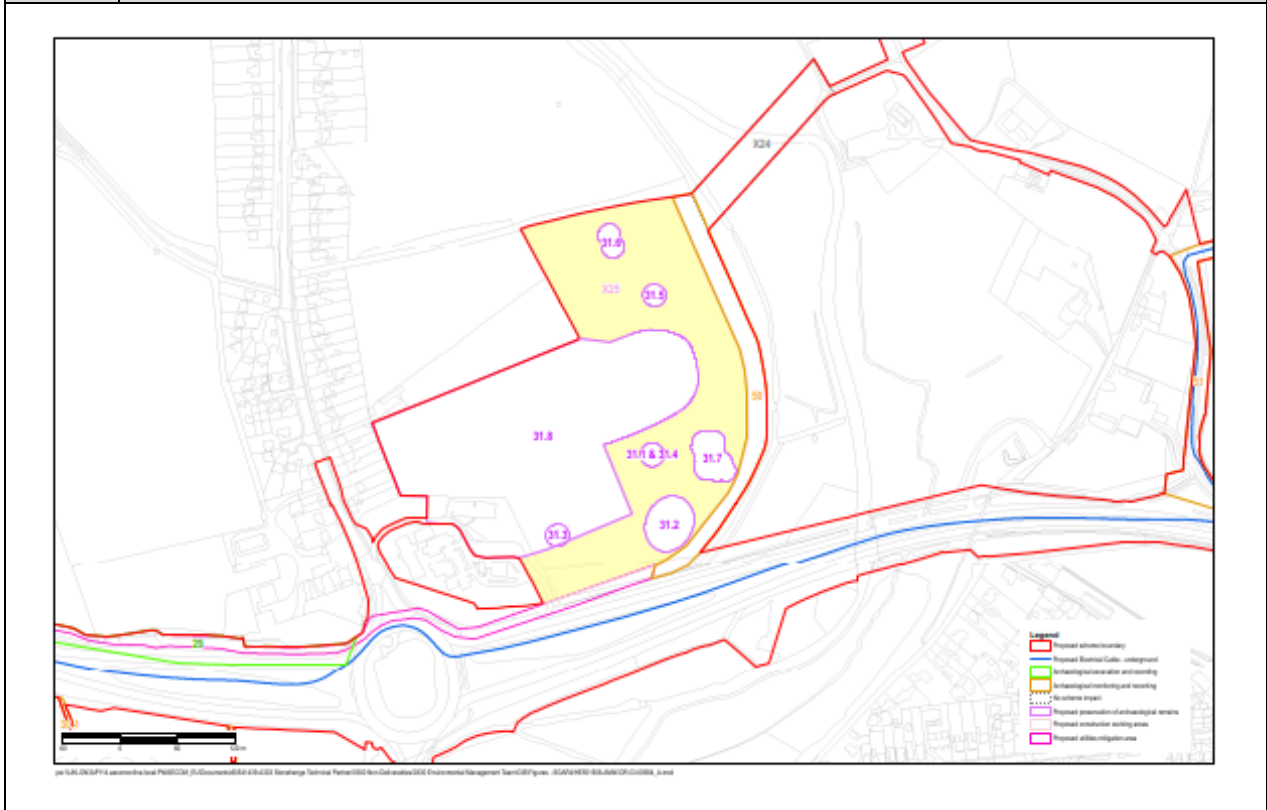 X24
31.6
X25
31.5
50
31.8
31/1 & 31.4
31.7
31.3
31.2
Legend
Proposed scheme boundary
Proposed Electrical Cable - underground
Archaeological excavation and recording
Archaeological monitoring and recording
No scheme impact
Proposed preservation of archaeological remains
Proposed construction working areas
Proposed utilities mitigation area